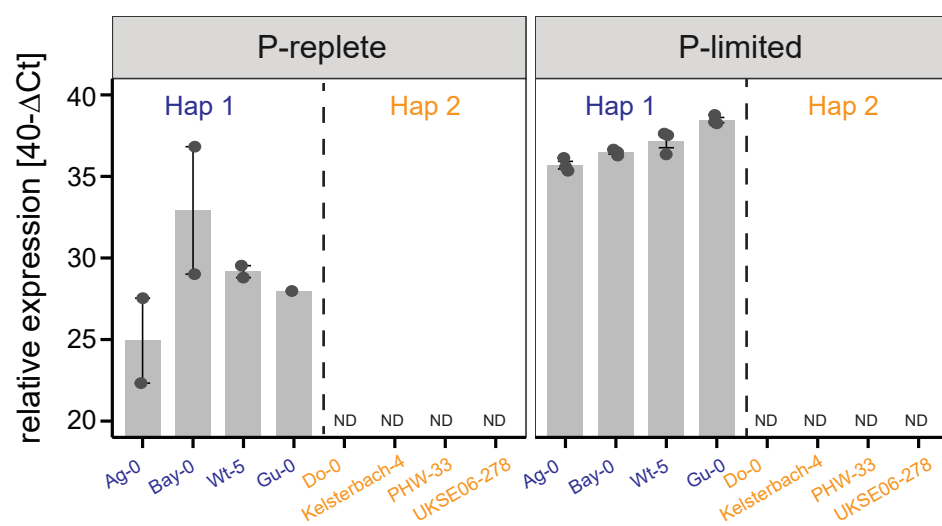 P-replete
P-limited
relative expression [40-ΔCt]
40
35
30
25
20
Hap 1
Hap 2
Hap 1
Hap 2
ND
ND
ND
ND
ND
ND
ND
ND
Ag-0
Bay-0
Wt-5
Gu-0
Do-0
Kelsterbach-4
PHW-33
UKSE06-278
Ag-0
Bay-0
Wt-5
Gu-0
Do-0
Kelsterbach-4
PHW-33
UKSE06-278